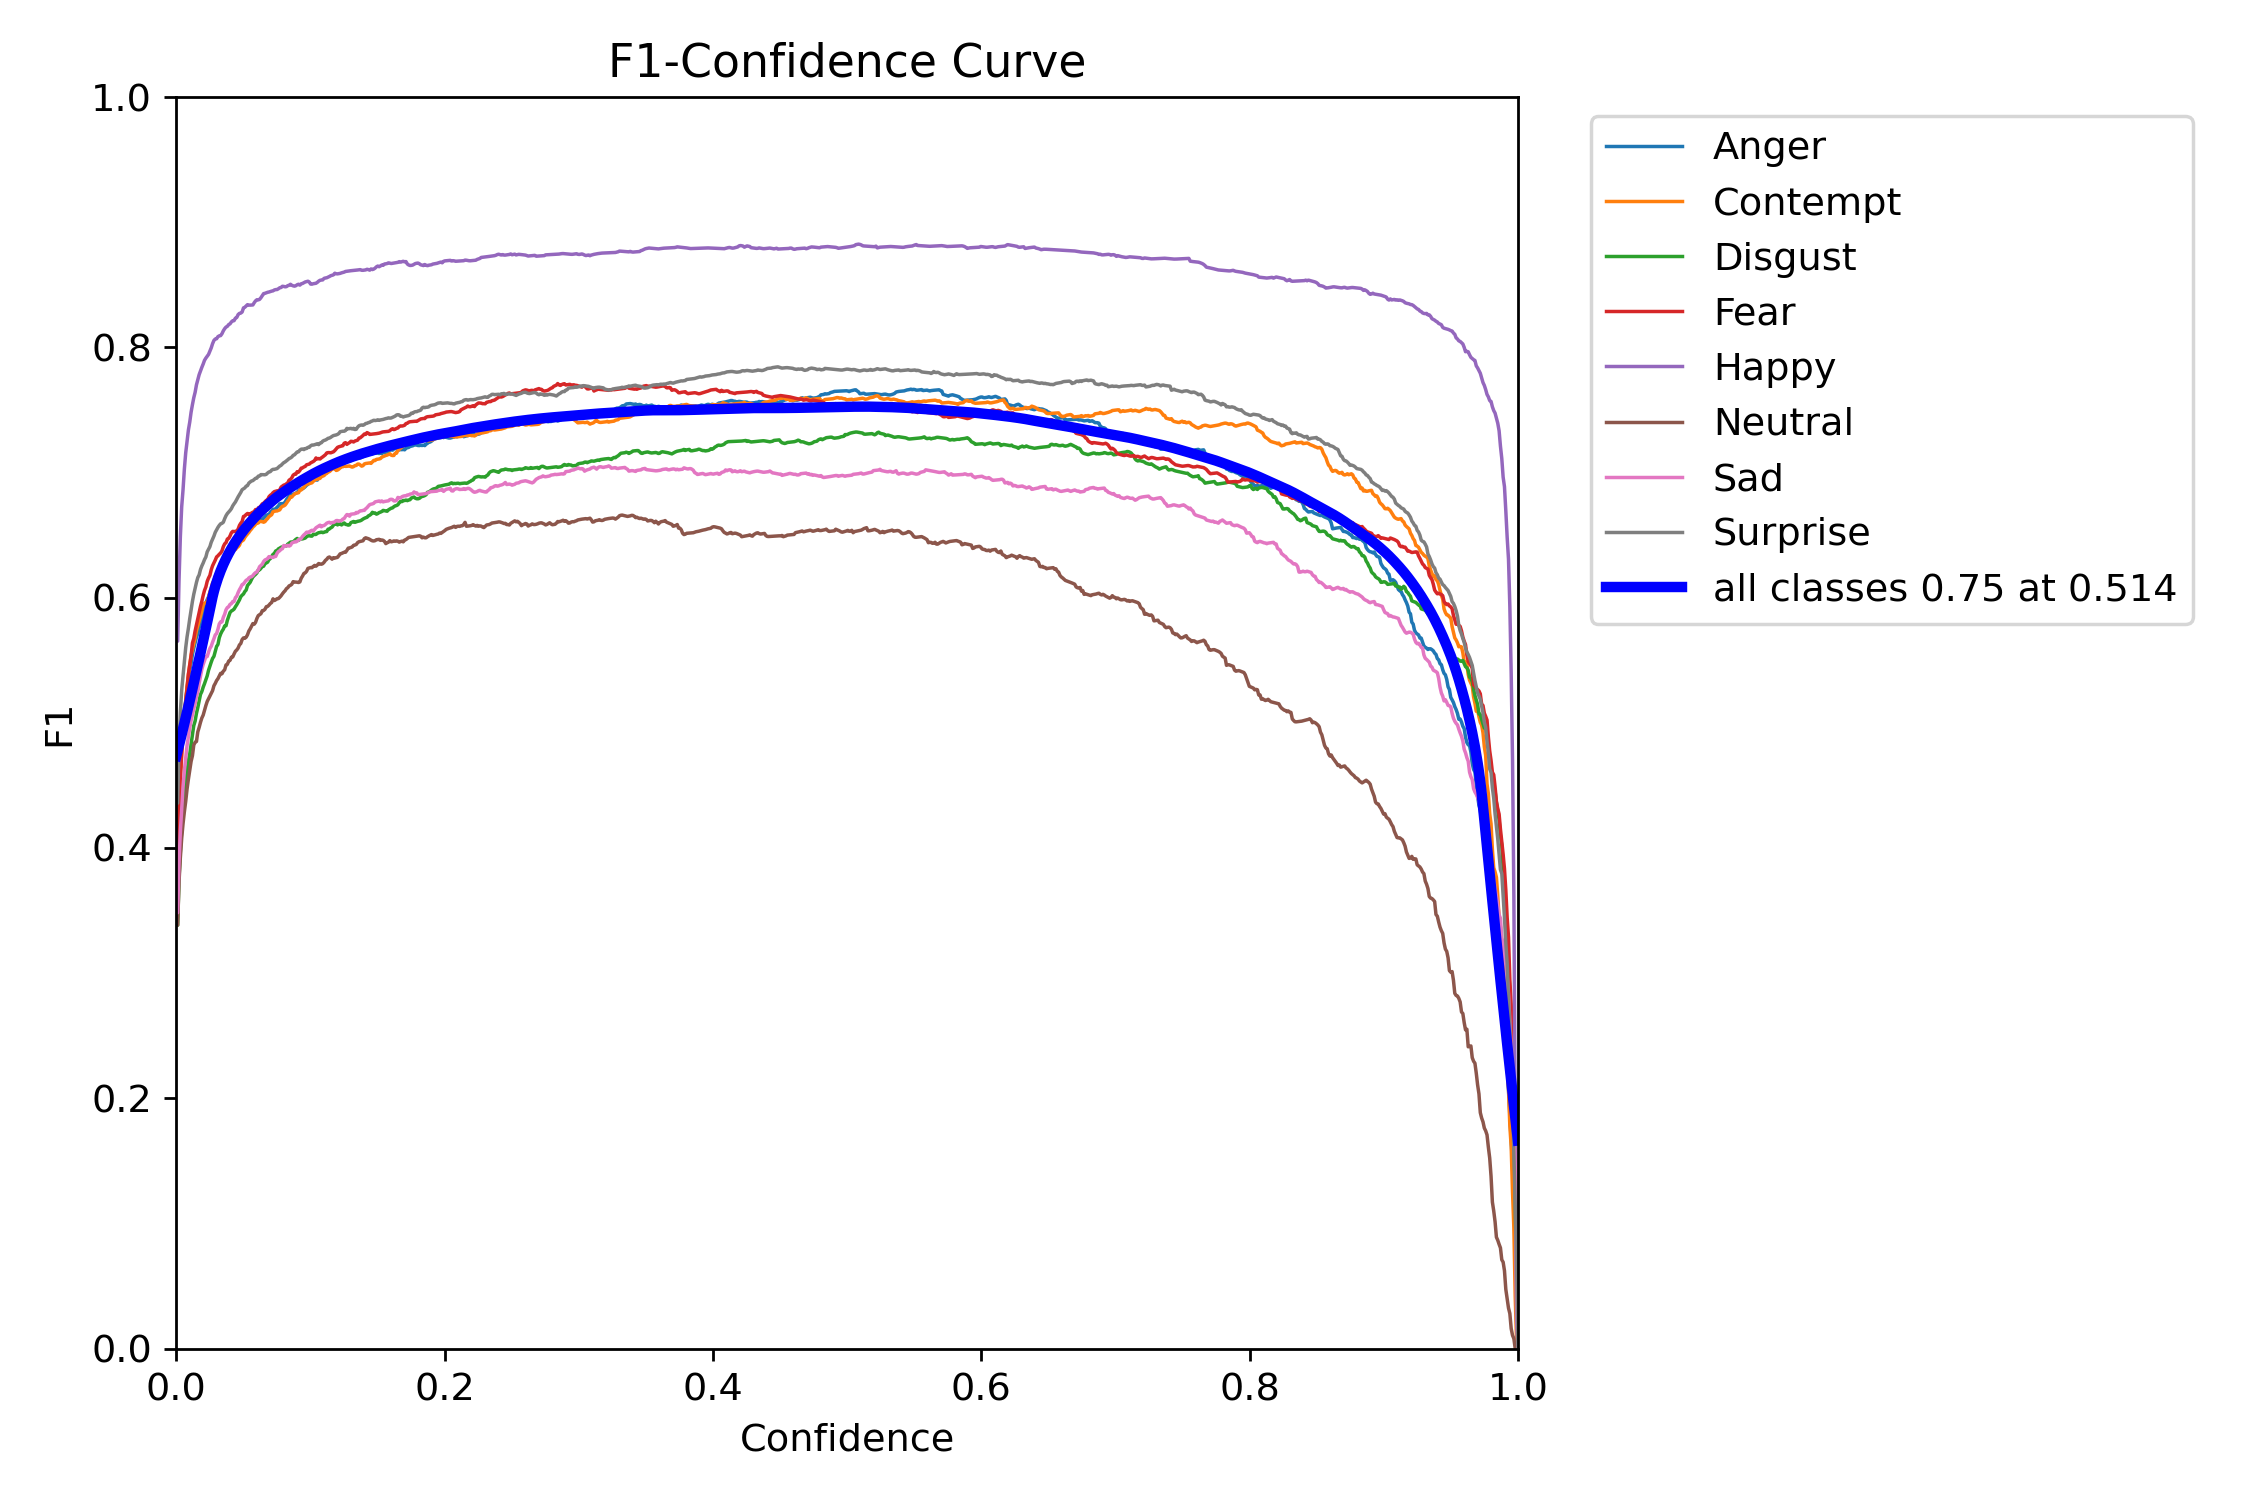 F1-Confidence Curve
1.0
0.8
0.6
0.4
0.2
0.0
F1
0.0 0.2 0.4 0.6 0.8 1.0
Confidence
Anger
Contempt
Disgust
Fear
Happy
Neutral
Sad
Surprise
all classes 0.75 at 0.514